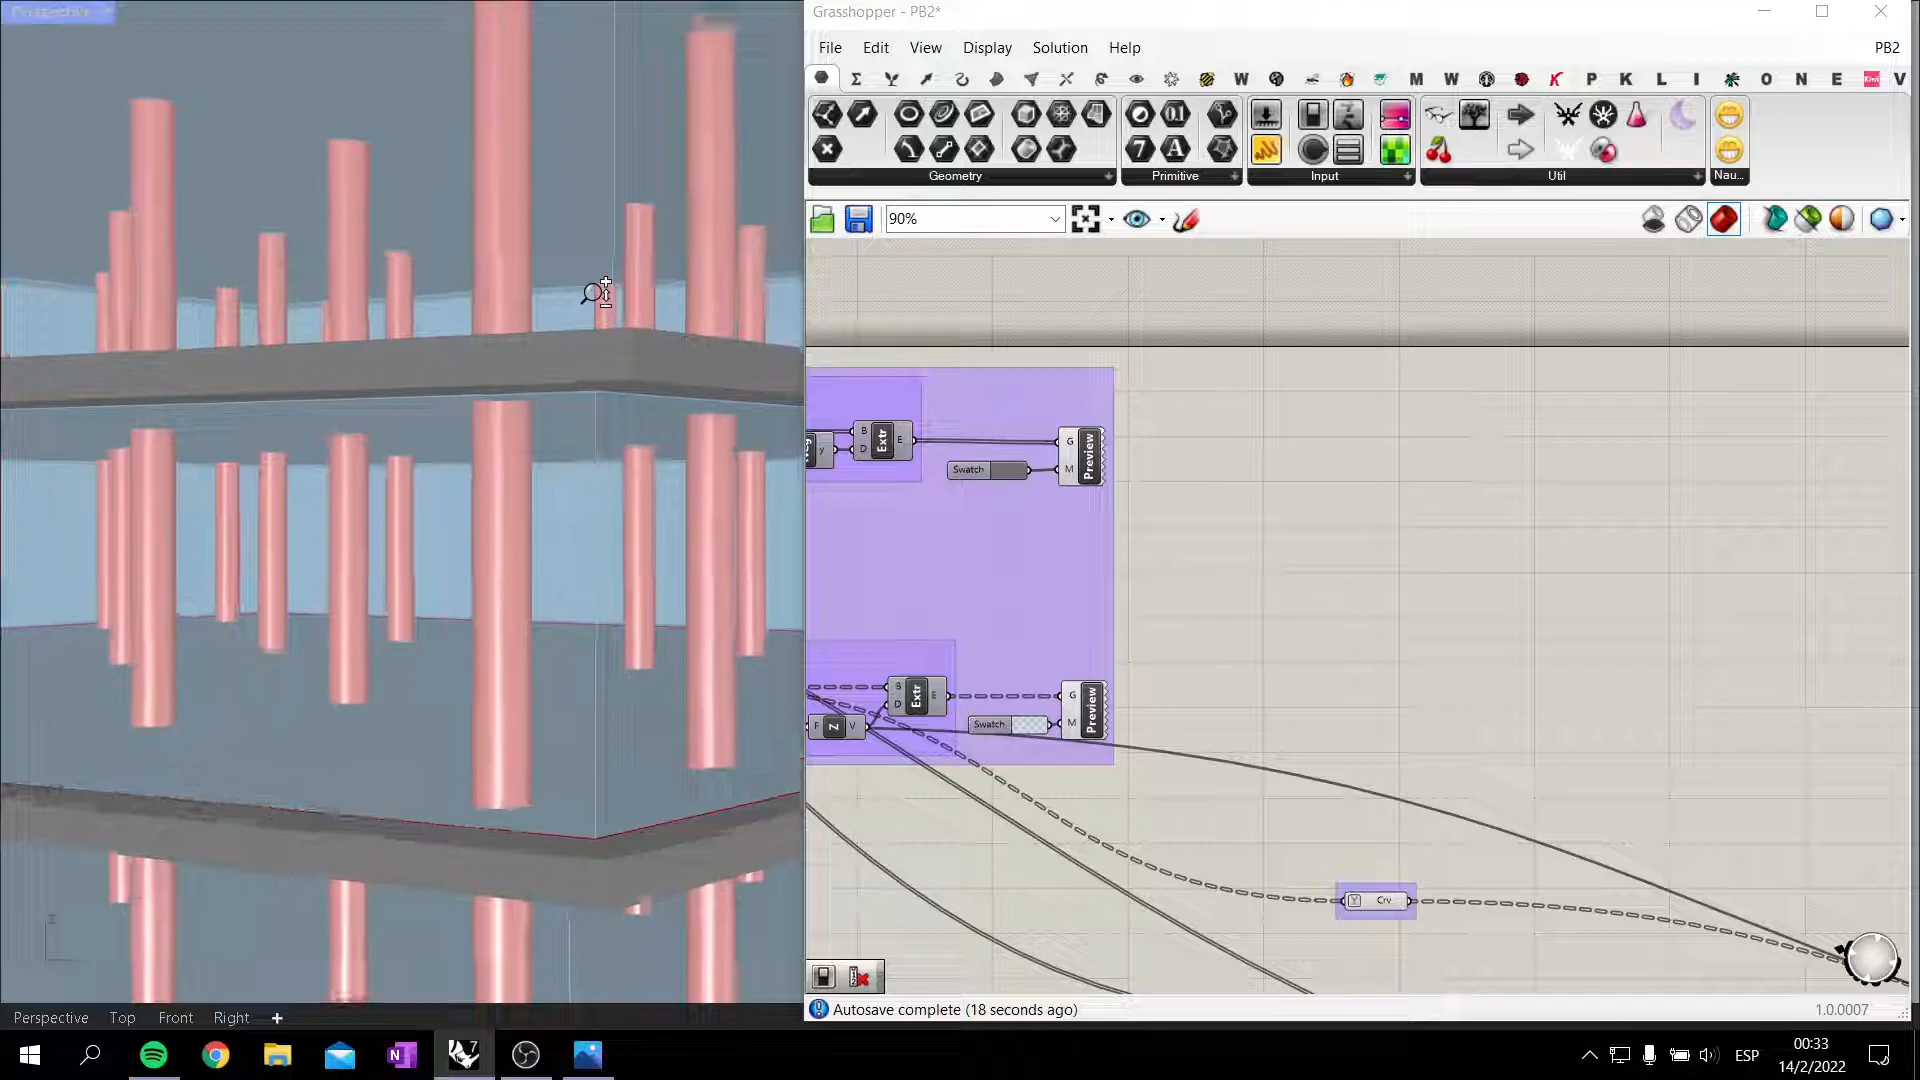 Perspective
Grasshopper - PB2*
File Edit View Display Solution Help PB2
W M W K P K L I O N E V
Geometry Primitive Input Util Nau...
90%
B
D Extr E
y
G
M Preview
Swatch
B
D Extr E
G
M Preview
Swatch
F Z V
Crv
Autosave complete (18 seconds ago) 1.0.0007
Perspective Top Front Right
ESP
00:33
14/2/2022